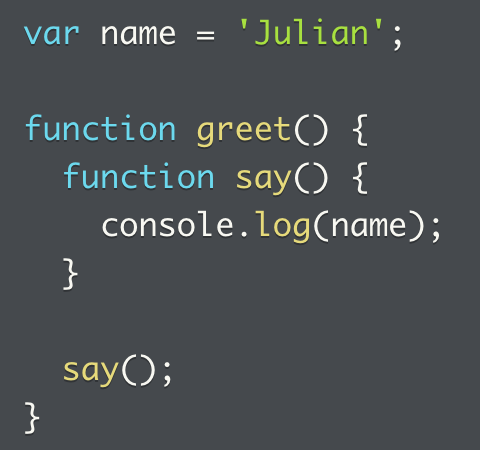 var name = 'Julian';
function greet() {
  function say() {
    console.log(name);
  }
  say();
}